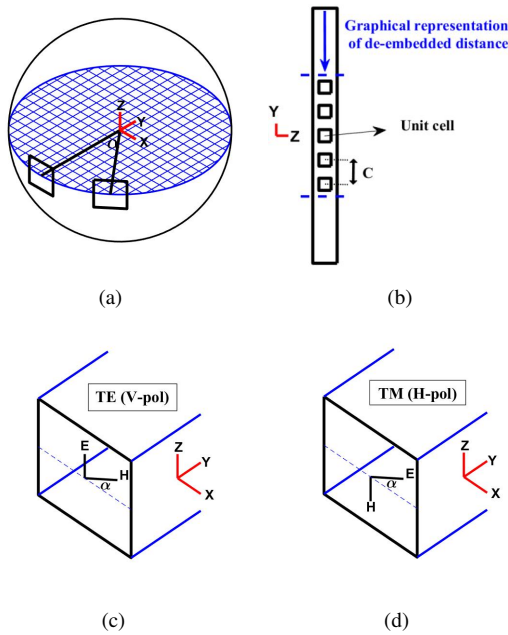 Z
Y
X
α
(a)
Graphical representation
of de-embedded distance
Y
Z
Unit cell
C
(b)
TE (V-pol)
E
H
α
Z
Y
X
(c)
TM (H-pol)
E
α
H
Z
Y
X
(d)